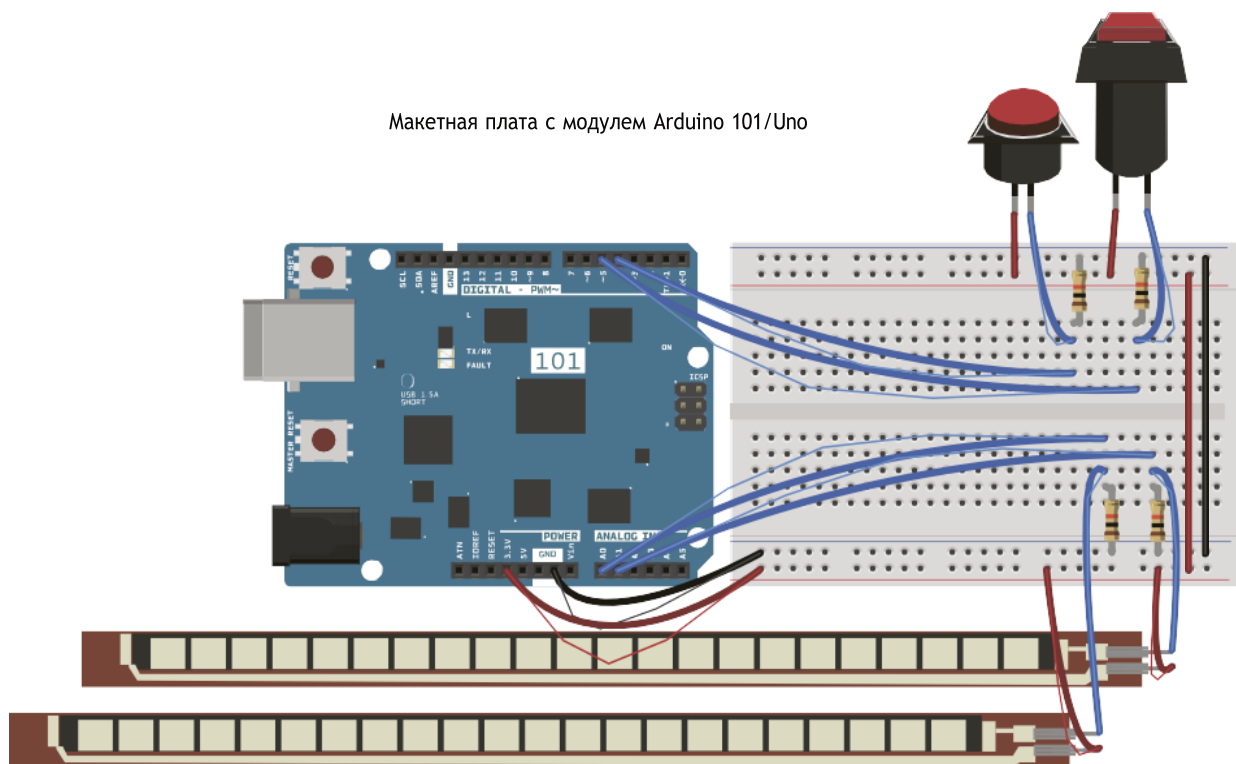 Макетная плата с модулем Arduino 101/Uno
RESET
SCL
SDA
AREF
GND
13
12
11
10
~9
8
7
~6
~5
DIGITAL - PWM~
L
TX/RX
FAULT
ON
101
ICSP
USB 1.5A
SHORT
MASTER RESET
POWER
ANALOG IN
ATN
IOREF
RESET
3.3V
5V
GND
Vin
A0
A5